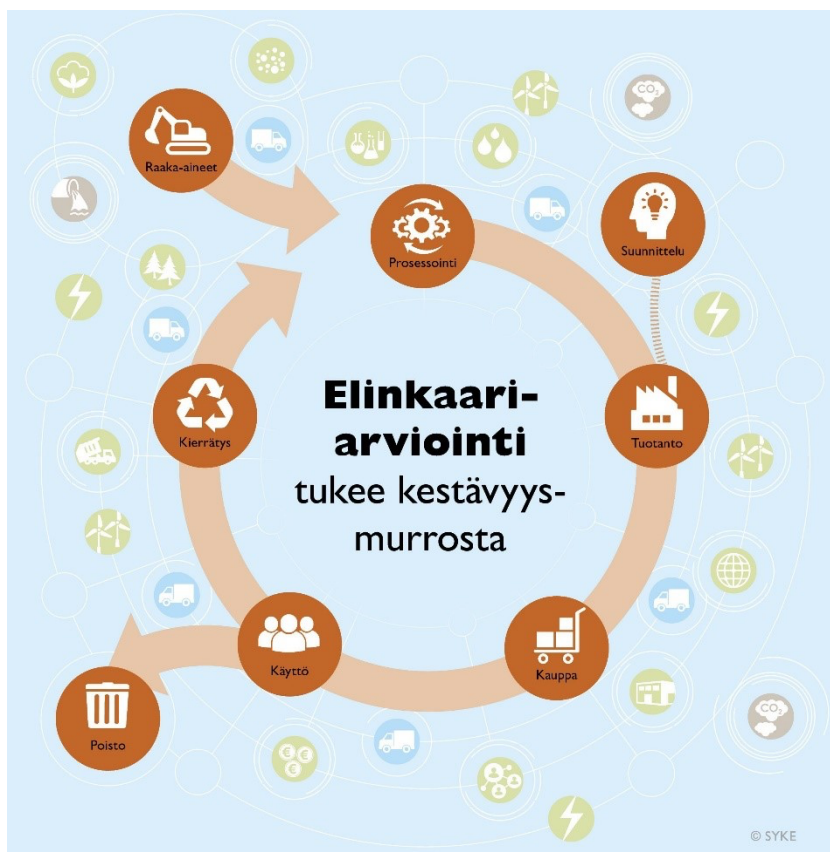 CO₂
Raaka-aineet
Prosessointi
Suunnittelu
Elinkaari-
arviointi
tukee kestävyys-
murrosta
Kierrätys
Tuotanto
Käyttö
Kauppa
Poisto
CO₂
€
€
€
© SYKE